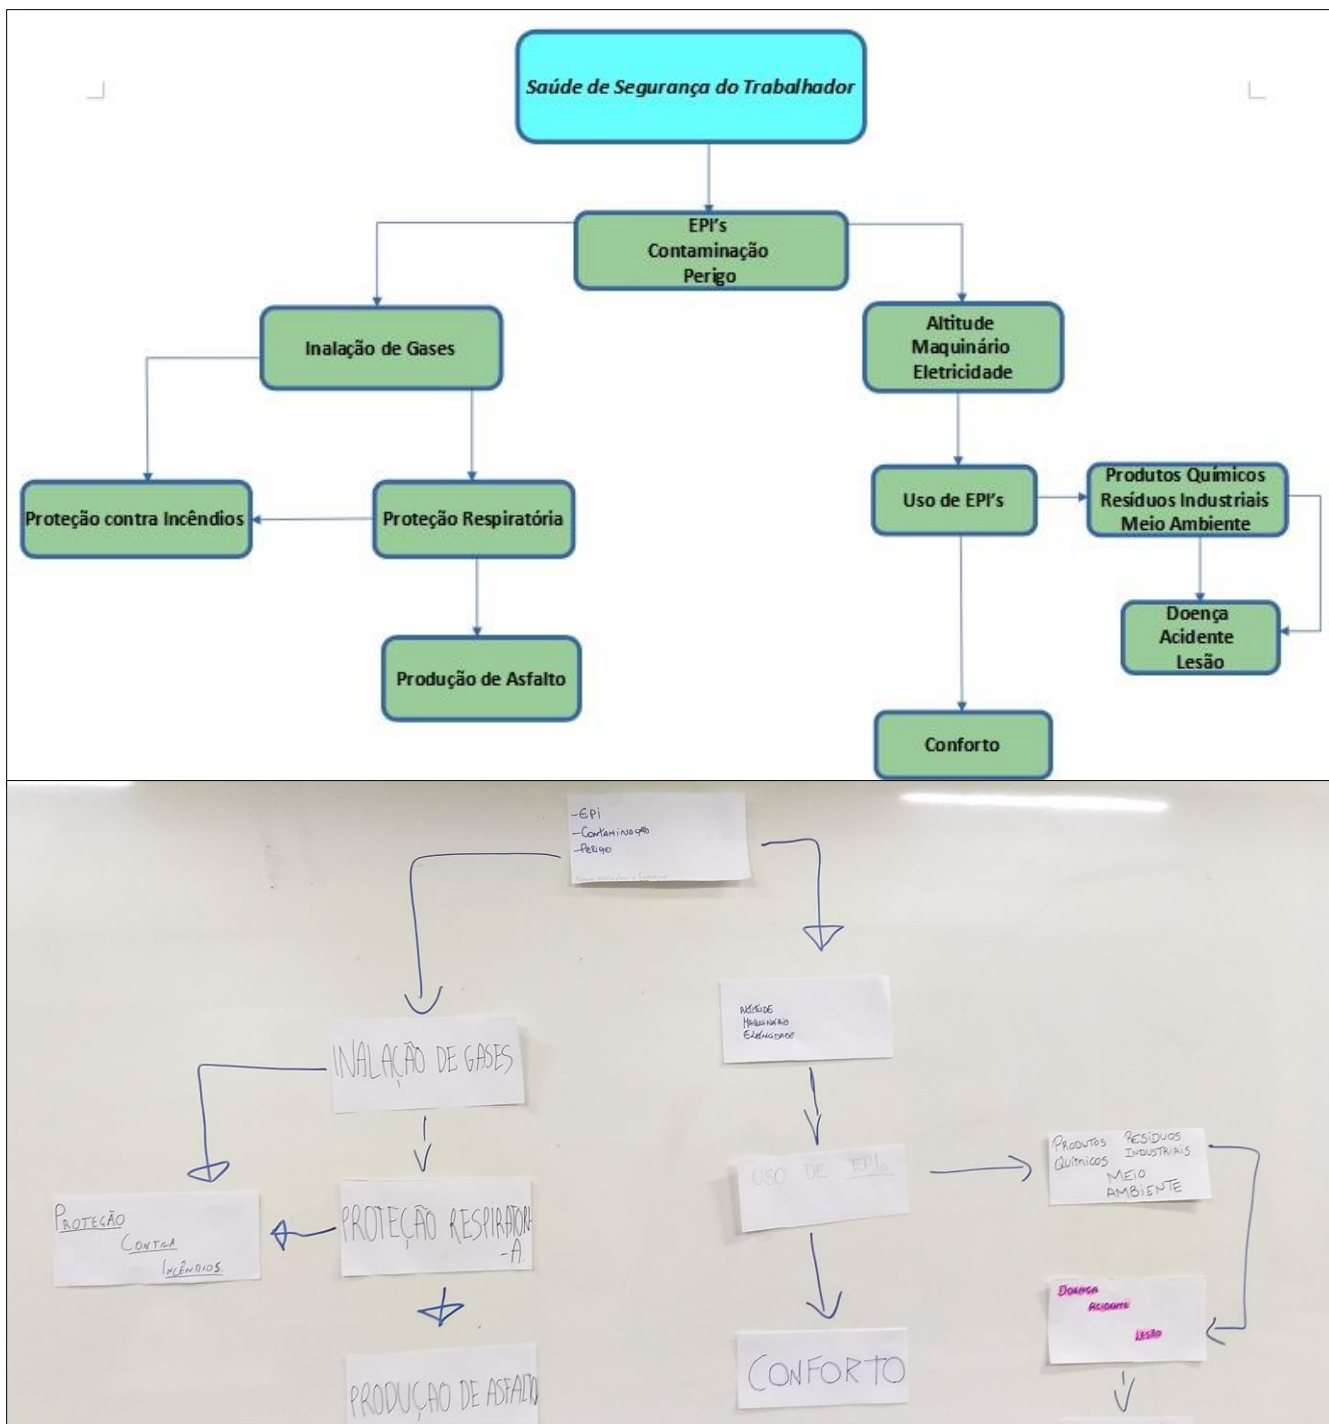 Saúde de Segurança do Trabalhador
EPI's
Contaminação
Perigo
Inalação de Gases
Altitude
Maquinário
Eletricidade
Proteção contra Incêndios
Proteção Respiratória
Uso de EPI's
Produtos Químicos
Resíduos Industriais
Meio Ambiente
Doença
Acidente
Lesão
Produção de Asfalto
Conforto
-EPI
-CONTAMINAÇÃO
-PERIGO
INALAÇÃO DE GASES
ALTITUDE
MAQUINÁRIO
PROTEÇÃO
CONTRA
INCÊNDIOS
PROTEÇÃO RESPIRATÓRI
-A.
USO DE EPIs
PRODUTOS RESÍDUOS
QUÍMICOS INDUSTRIAIS
MEIO
AMBIENTE
DOENÇA
ACIDENTE
LESÃO
PRODUÇÃO DE ASFALTO
CONFORTO